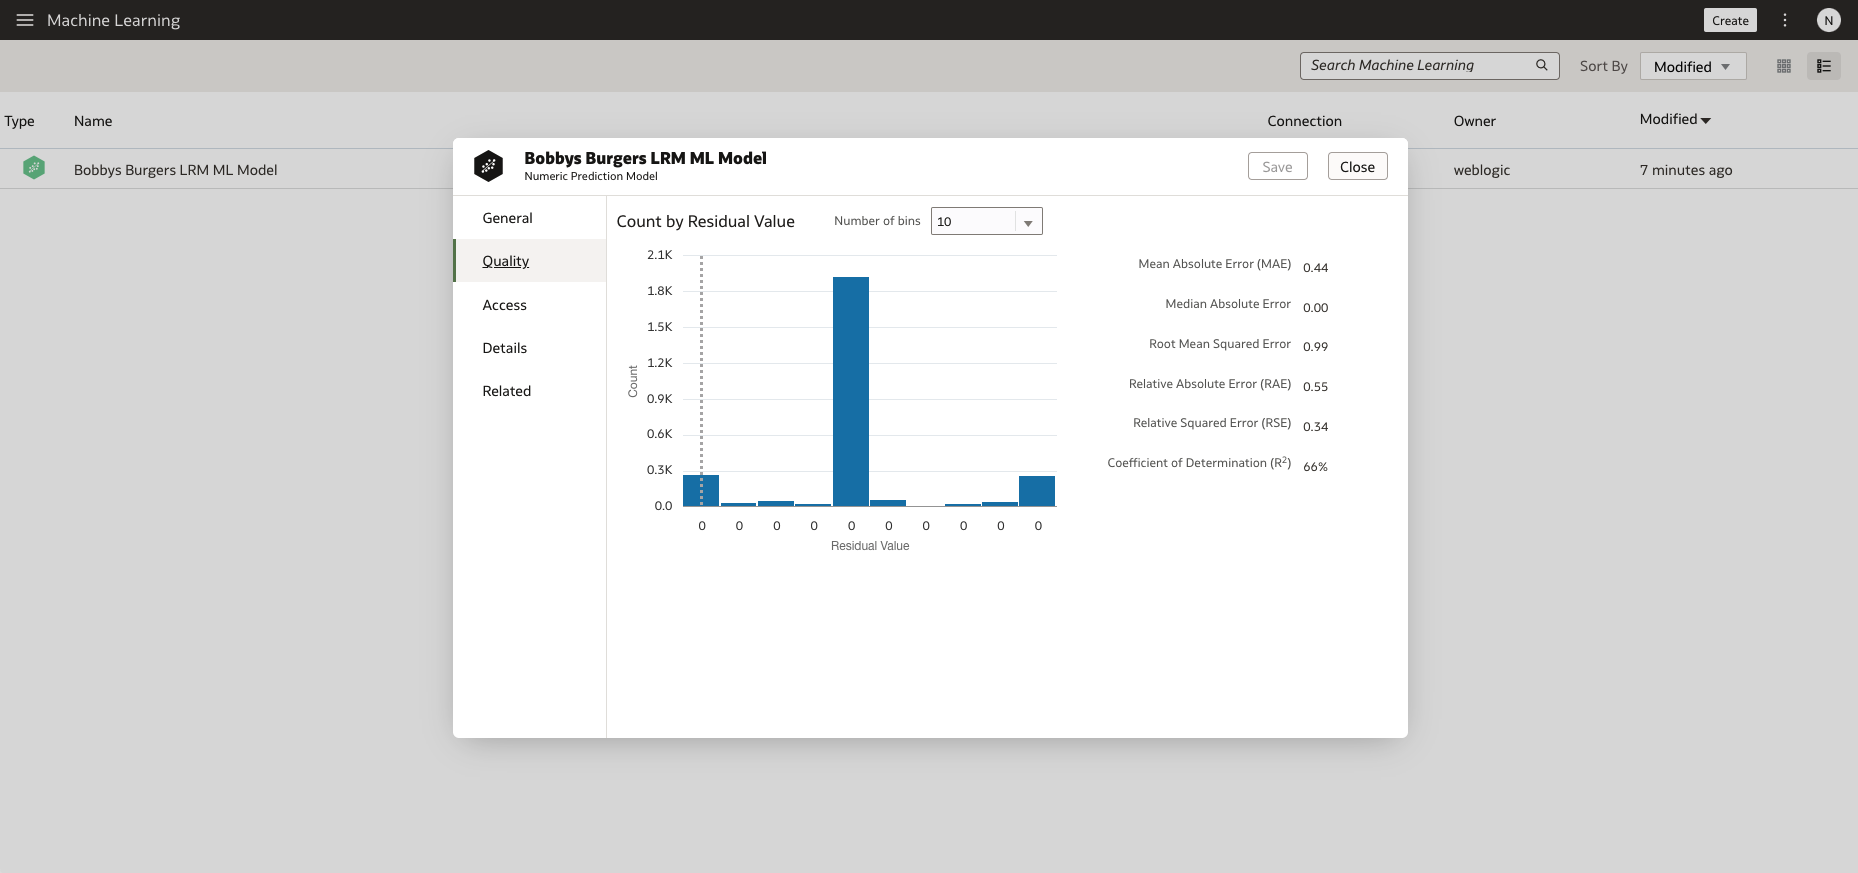 Machine Learning
Create
N
Search Machine Learning
Sort By
Modified
Type
Name
Connection
Owner
Modified
Bobbys Burgers LRM ML Model
weblogic
7 minutes ago
Bobbys Burgers LRM ML Model
Numeric Prediction Model
Save
Close
General
Quality
Access
Details
Related
Count by Residual Value
Number of bins
10
2.1K
1.8K
1.5K
1.2K
0.9K
0.6K
0.3K
0.0
Count
0 0 0 0 0 0 0 0 0 0
Residual Value
Mean Absolute Error (MAE) 0.44
Median Absolute Error 0.00
Root Mean Squared Error 0.99
Relative Absolute Error (RAE) 0.55
Relative Squared Error (RSE) 0.34
Coefficient of Determination (R²) 66%